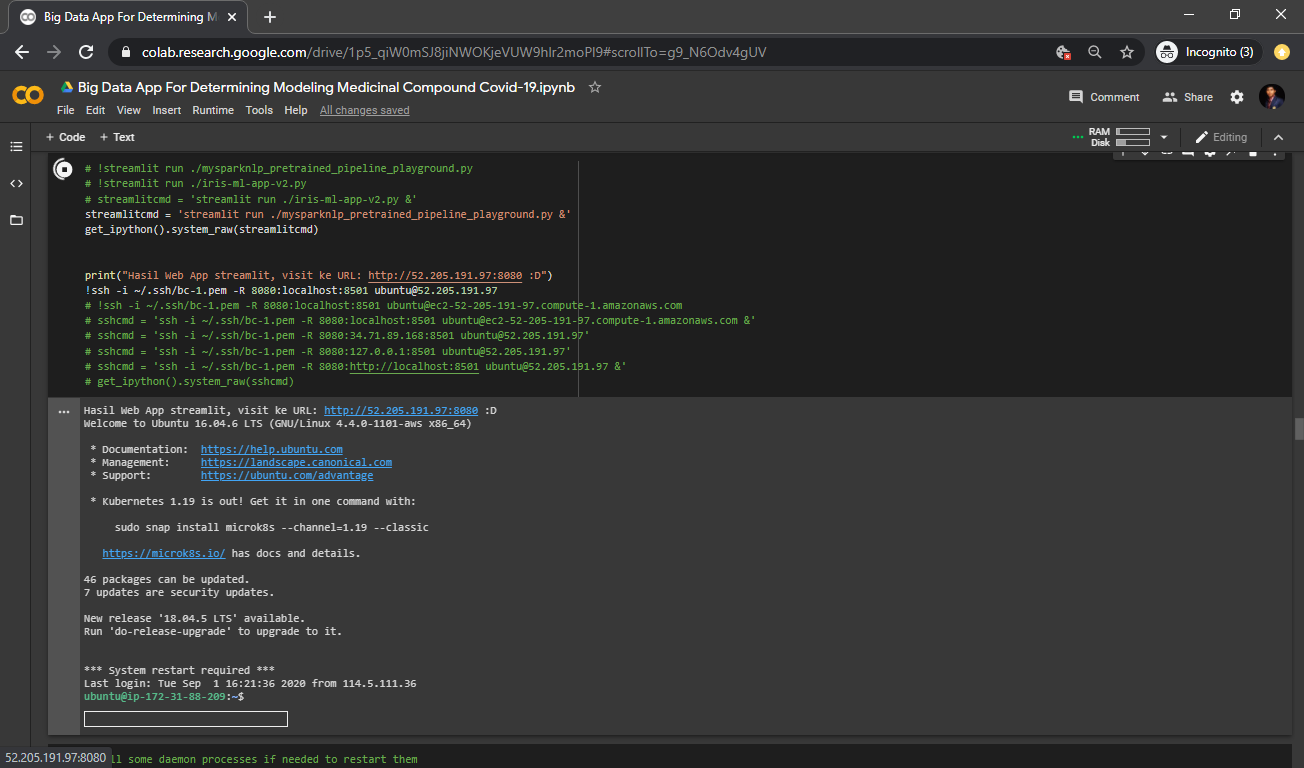 Big Data App For Determining M
colab.research.google.com/drive/1p5_qiW0mSJ8jiNWOKjeVUW9hIr2moPI9#scrollTo=g9_N6Odv4gUV
Incognito (3)
Big Data App For Determining Modeling Medicinal Compound Covid-19.ipynb
Comment
Share
File Edit View Insert Runtime Tools Help All changes saved
+ Code + Text
RAM
Disk
Editing
# !streamlit run ./mysparknlp_pretrained_pipeline_playground.py
# !streamlit run ./iris-ml-app-v2.py
# streamlitcmd = 'streamlit run ./iris-ml-app-v2.py &'
streamlitcmd = 'streamlit run ./mysparknlp_pretrained_pipeline_playground.py &'
get_ipython().system_raw(streamlitcmd)
print("Hasil Web App streamlit, visit ke URL: http://52.205.191.97:8080 :D")
!ssh -i ~/.ssh/bc-1.pem -R 8080:localhost:8501 ubuntu@52.205.191.97
# !ssh -i ~/.ssh/bc-1.pem -R 8080:localhost:8501 ubuntu@ec2-52-205-191-97.compute-1.amazonaws.com
# sshcmd = 'ssh -i ~/.ssh/bc-1.pem -R 8080:localhost:8501 ubuntu@ec2-52-205-191-97.compute-1.amazonaws.com &'
# sshcmd = 'ssh -i ~/.ssh/bc-1.pem -R 8080:34.71.89.168:8501 ubuntu@52.205.191.97'
# sshcmd = 'ssh -i ~/.ssh/bc-1.pem -R 8080:127.0.0.1:8501 ubuntu@52.205.191.97'
# sshcmd = 'ssh -i ~/.ssh/bc-1.pem -R 8080:http://localhost:8501 ubuntu@52.205.191.97 &'
# get_ipython().system_raw(sshcmd)
Hasil Web App streamlit, visit ke URL: http://52.205.191.97:8080 :D
Welcome to Ubuntu 16.04.6 LTS (GNU/Linux 4.4.0-1101-aws x86_64)
* Documentation: https://help.ubuntu.com
* Management: https://landscape.canonical.com
* Support: https://ubuntu.com/advantage
* Kubernetes 1.19 is out! Get it in one command with:
sudo snap install microk8s --channel=1.19 --classic
https://microk8s.io/ has docs and details.
46 packages can be updated.
7 updates are security updates.
New release '18.04.5 LTS' available.
Run 'do-release-upgrade' to upgrade to it.
*** System restart required ***
Last login: Tue Sep 1 16:21:36 2020 from 114.5.111.36
ubuntu@ip-172-31-88-209:~$
52.205.191.97:8080
ll some daemon processes if needed to restart them